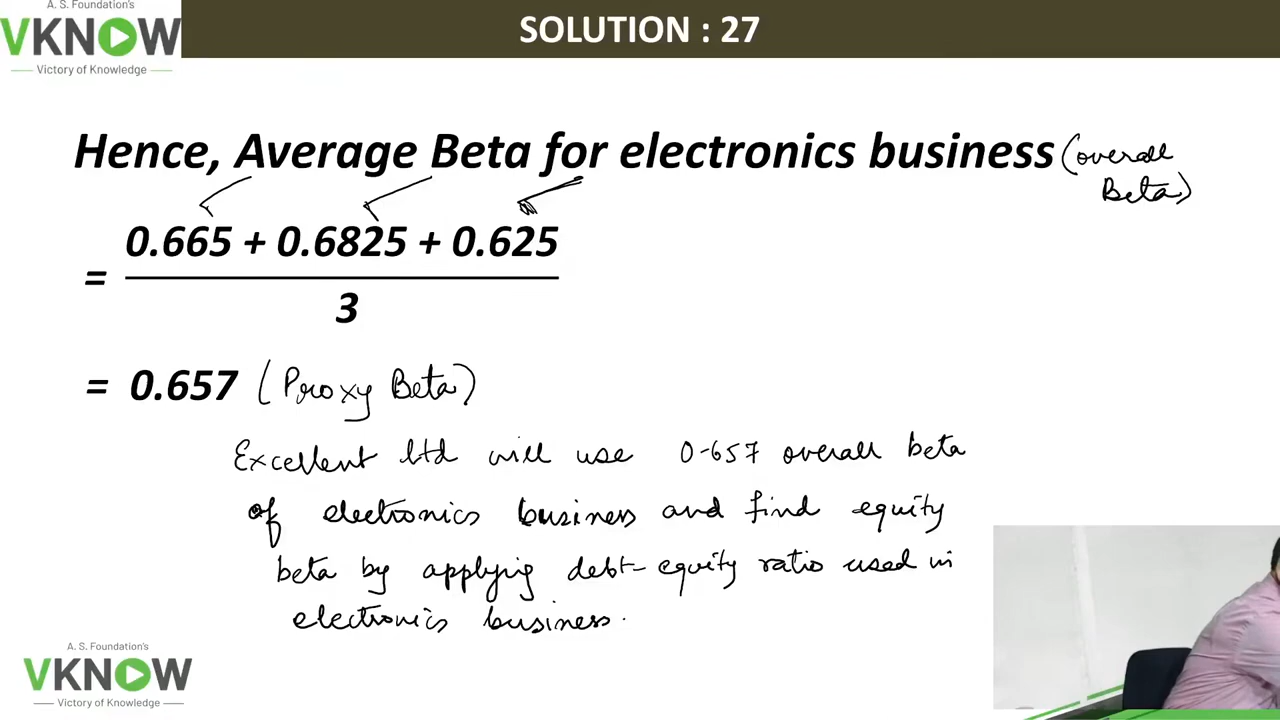 A. S. Foundation's
VKNOW
Victory of Knowledge
SOLUTION : 27
Hence, Average Beta for electronics business (overall
Beta)
= 0.665 + 0.6825 + 0.625
3
= 0.657 (Proxy Beta)
Excellent ltd will use 0.657 overall beta
of electronics business and find equity
beta by applying debt-equity ratio used in
electronics business.
A. S. Foundation's
VKNOW
Victory of Knowledge